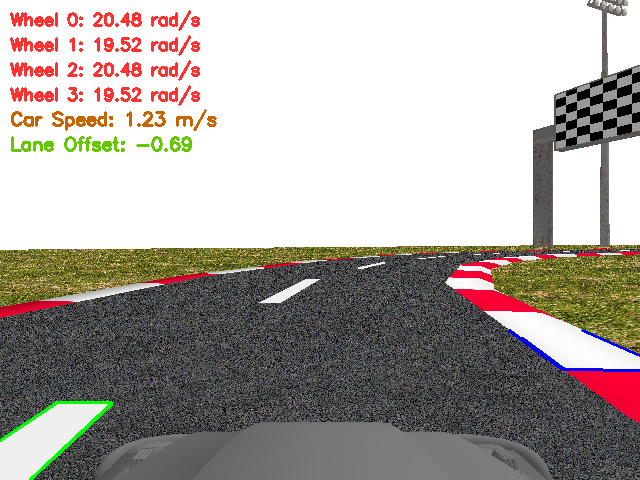 Wheel 0: 20.48 rad/s
Wheel 1: 19.52 rad/s
Wheel 2: 20.48 rad/s
Wheel 3: 19.52 rad/s
Car Speed: 1.23 m/s
Lane Offset: -0.69